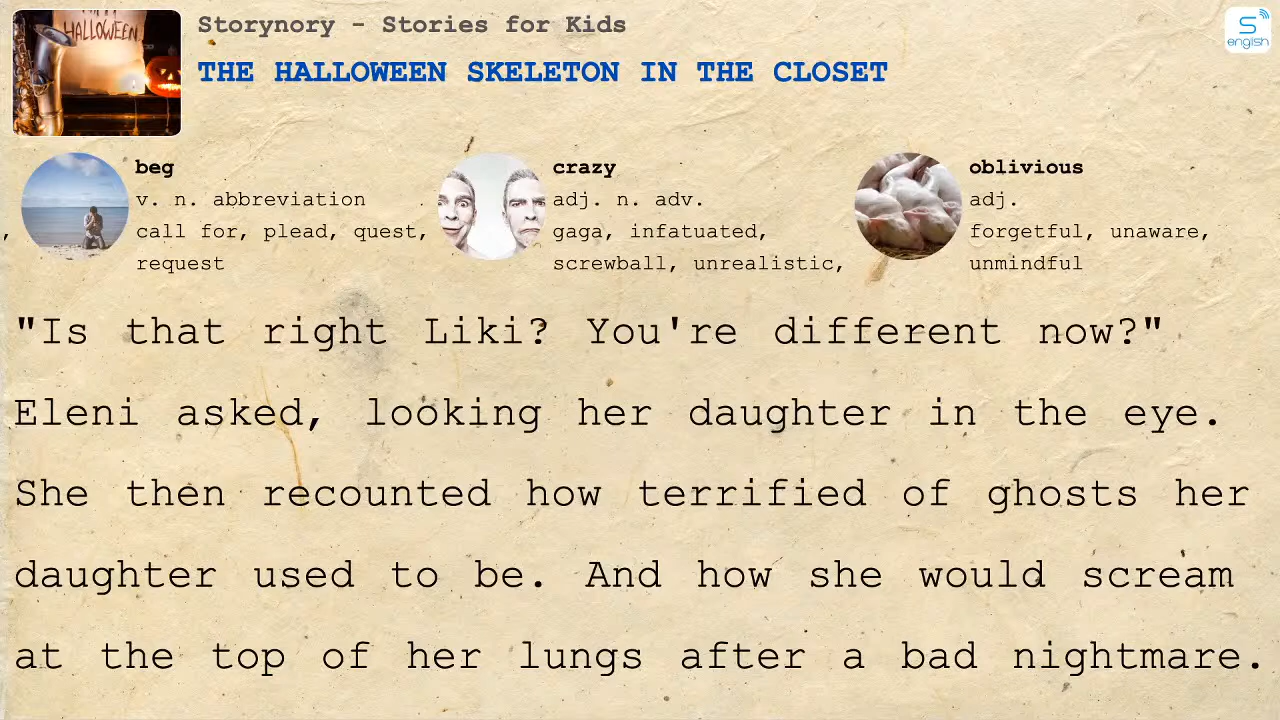 HALLOWEEN
Storynory - Stories for Kids
THE HALLOWEEN SKELETON IN THE CLOSET
S
english
beg
v. n. abbreviation
call for, plead, quest,
request
crazy
adj. n. adv.
gaga, infatuated,
screwball, unrealistic,
oblivious
adj.
forgetful, unaware,
unmindful
"Is that right Liki? You're different now?"
Eleni asked, looking her daughter in the eye.
She then recounted how terrified of ghosts her
daughter used to be. And how she would scream
at the top of her lungs after a bad nightmare.